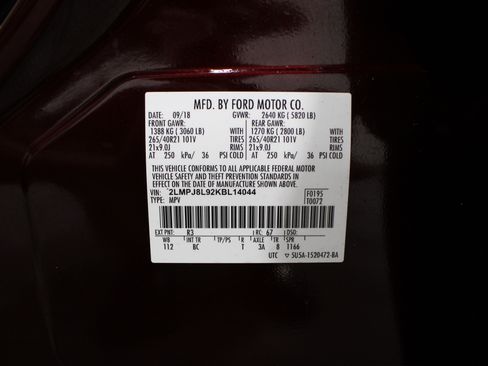 MFD. BY FORD MOTOR CO.
DATE: 09/18 GVWR: 2640 KG ( 5820 LB)
FRONT GAWR: REAR GAWR:
1388 KG ( 3060 LB) WITH 1270 KG ( 2800 LB) WITH
265/40R21 101V TIRES 265/40R21 101V TIRES
21x9.0J RIMS 21x9.0J RIMS
AT 250 kPa/ 36 PSI COLD AT 250 kPa/ 36 PSI COLD
THIS VEHICLE CONFORMS TO ALL APPLICABLE FEDERAL MOTOR
VEHICLE SAFETY AND THEFT PREVENTION STANDARDS IN
EFFECT ON THE DATE OF MANUFACTURE SHOWN ABOVE.
VIN: 2LMPJ8L92KBL14044 F0195
TYPE: MPV T0072
EXT PNT: R3 RC: 67 DSO:
WB INT TR TP/PS R AXLE TR SPR
112 BC T 3A 8 1166
UTC ▽ 5U5A-1520472-BA